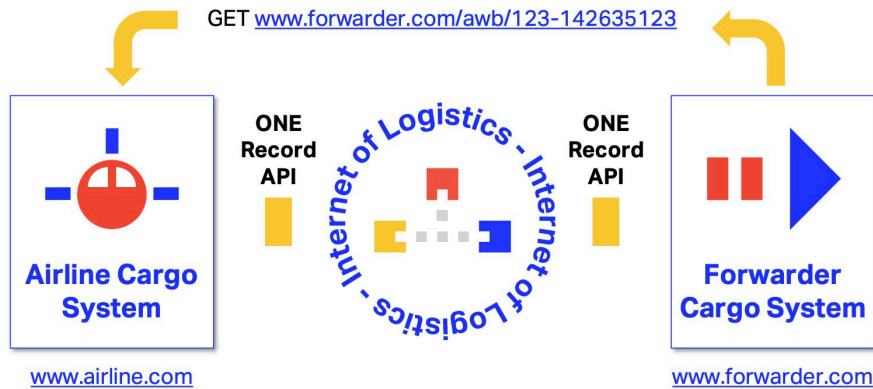 GET www.forwarder.com/awb/123-142635123
ONE
Record
API
Internet of Logistics - Internet of Logistics -
ONE
Record
API
Airline Cargo
System
Forwarder
Cargo System
www.airline.com
www.forwarder.com